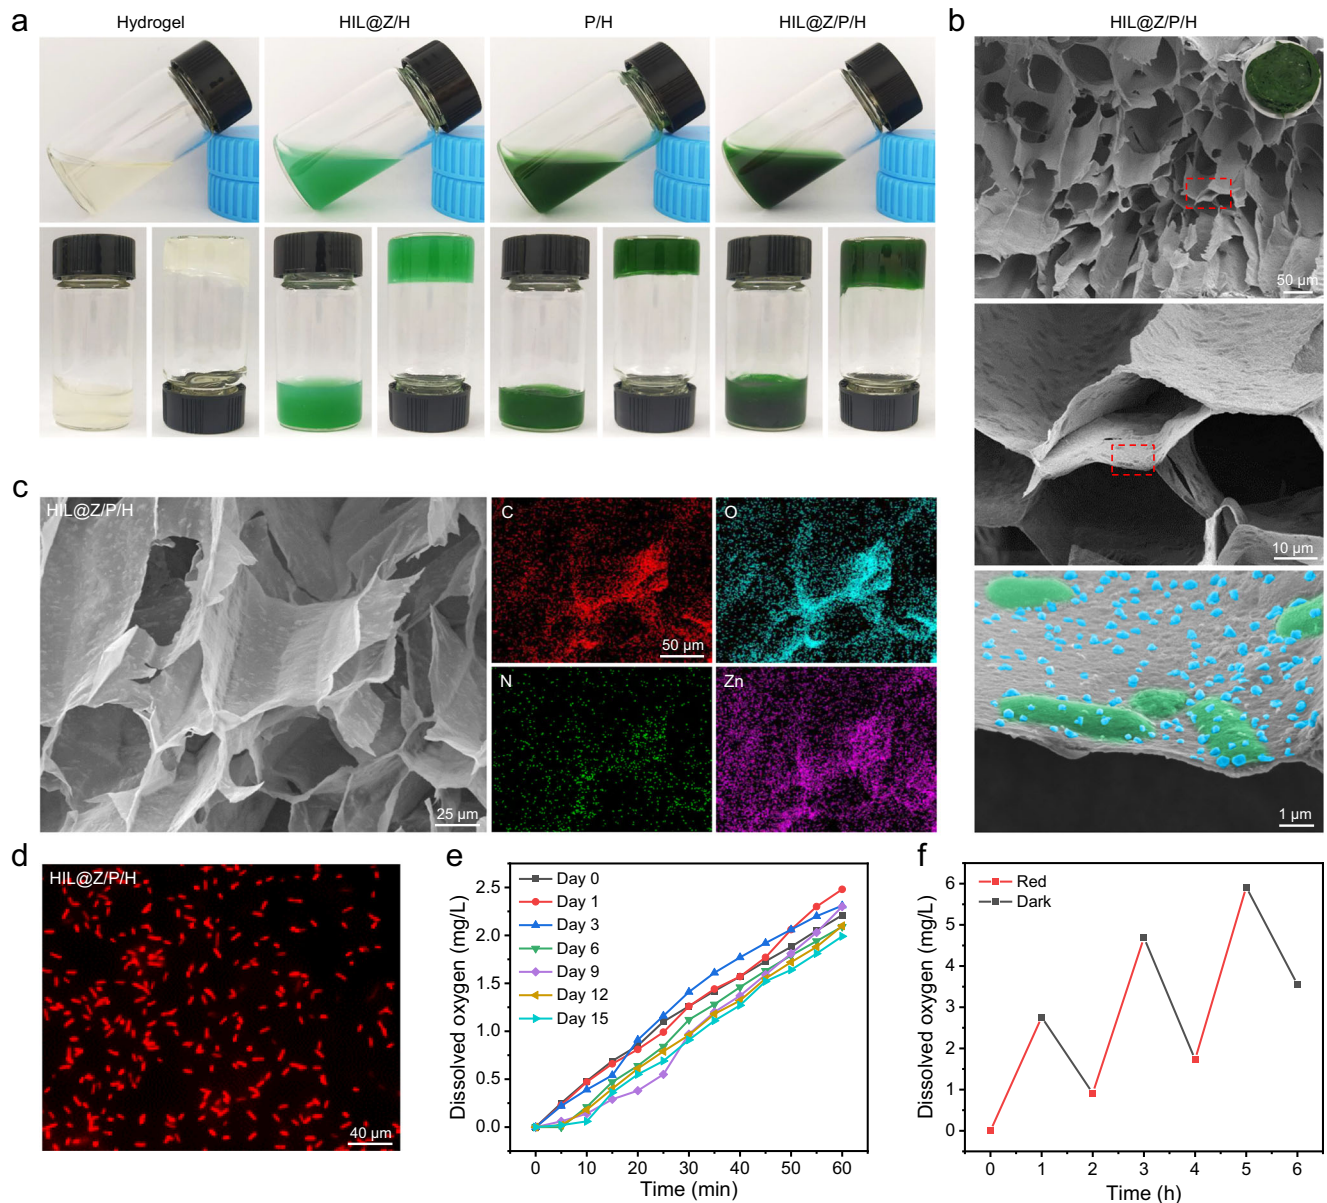 a
Hydrogel
HIL@Z/H
P/H
HIL@Z/P/H
b
HIL@Z/P/H
50 µm
10 µm
1 µm
c
HIL@Z/P/H
25 µm
C
50 µm
O
N
Zn
d
HIL@Z/P/H
40 µm
e
Day 0
Day 1
Day 3
Day 6
Day 9
Day 12
Day 15
Dissolved oxygen (mg/L)
2.5
2.0
1.5
1.0
0.5
0.0
0 10 20 30 40 50 60
Time (min)
f
Red
Dark
Dissolved oxygen (mg/L)
6
5
4
3
2
1
0
0 1 2 3 4 5 6
Time (h)